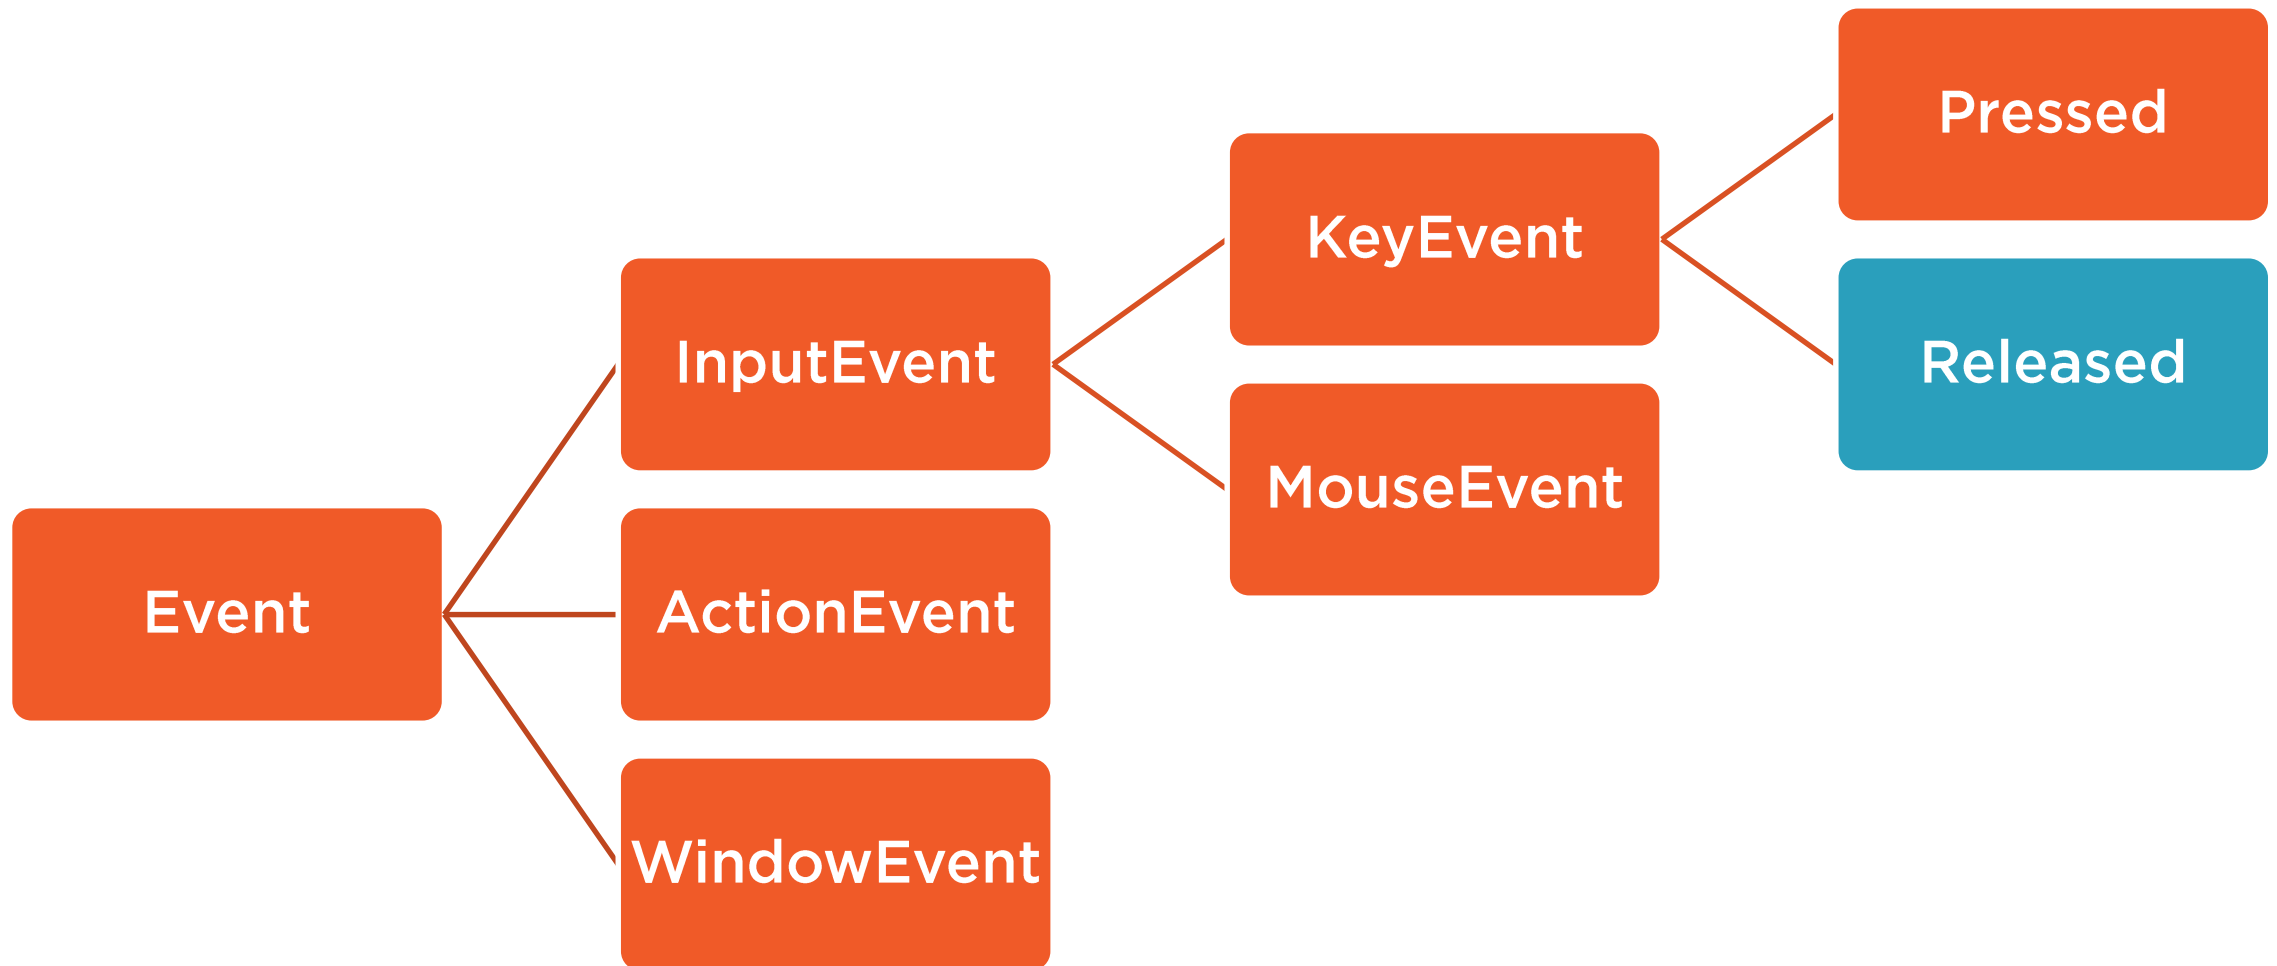 Event
InputEvent
ActionEvent
WindowEvent
KeyEvent
MouseEvent
Pressed
Released